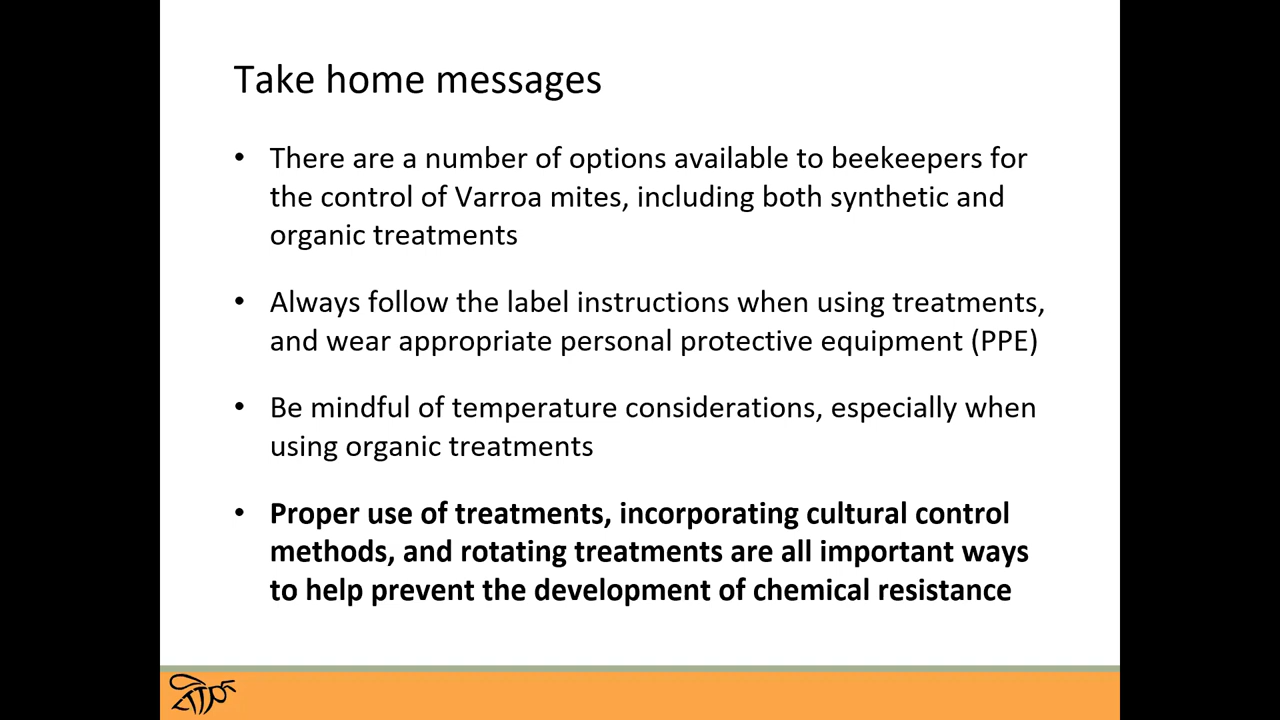 Take home messages
• There are a number of options available to beekeepers for
the control of Varroa mites, including both synthetic and
organic treatments
• Always follow the label instructions when using treatments,
and wear appropriate personal protective equipment (PPE)
• Be mindful of temperature considerations, especially when
using organic treatments
• Proper use of treatments, incorporating cultural control
methods, and rotating treatments are all important ways
to help prevent the development of chemical resistance